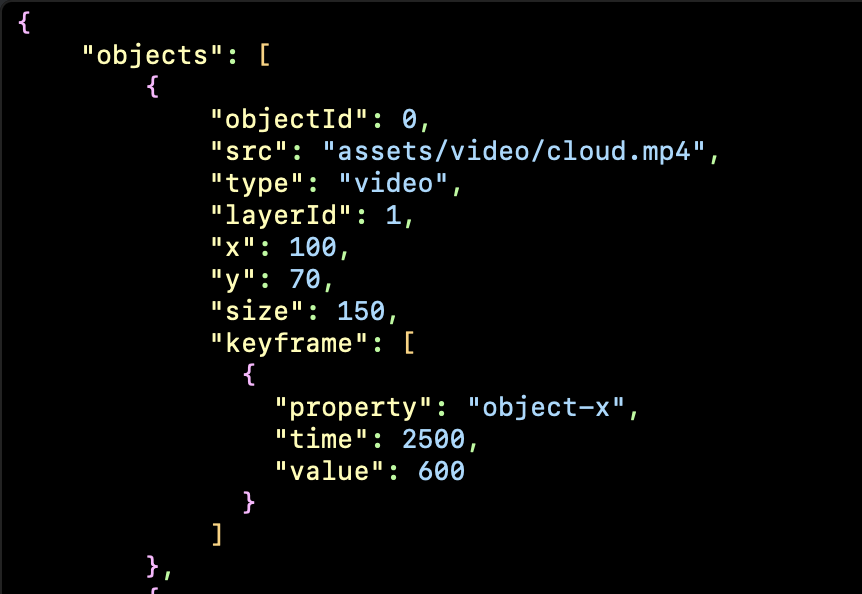 {
"objects": [
{
"objectId": 0,
"src": "assets/video/cloud.mp4",
"type": "video",
"layerId": 1,
"x": 100,
"y": 70,
"size": 150,
"keyframe": [
{
"property": "object-x",
"time": 2500,
"value": 600
}
]
},
{